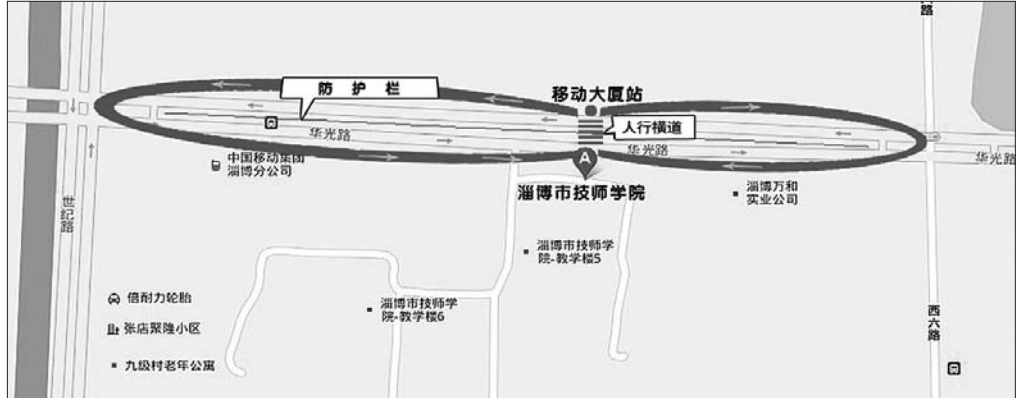 路
防护栏
移动大厦站
人行横道
华光路
华光路
华光路
A
中国移动集团
淄博分公司
淄博市技师学院
淄博万和
实业公司
世纪路
淄博市技师学
院-教学楼5
淄博市技师学
院-教学楼6
倍耐力轮胎
张店聚隆小区
九级村老年公寓
西六路